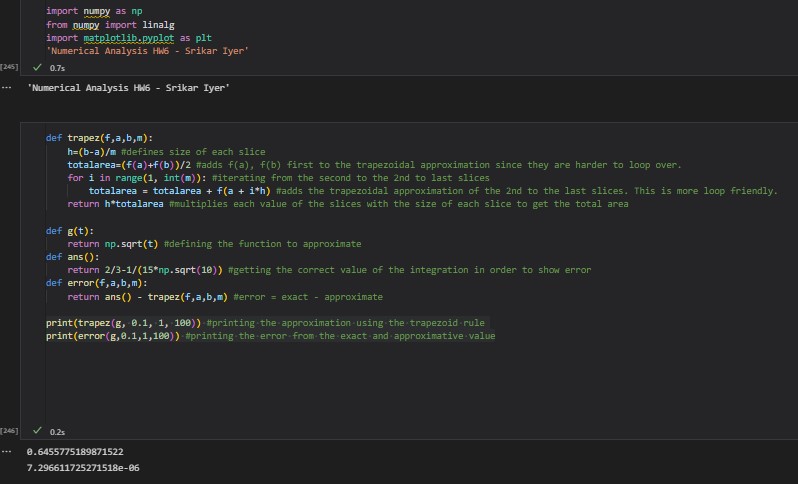 import numpy as np
from numpy import linalg
import matplotlib.pyplot as plt
'Numerical Analysis HW6 - Srikar Iyer'
[245] ✓ 0.7s
... 'Numerical Analysis HW6 - Srikar Iyer'
def trapez(f,a,b,m):
    h=(b-a)/m #defines size of each slice
    totalarea=(f(a)+f(b))/2 #adds f(a), f(b) first to the trapezoidal approximation since they are harder to loop over.
    for i in range(1, int(m)): #iterating from the second to the 2nd to last slices
        totalarea = totalarea + f(a + i*h) #adds the trapezoidal approximation of the 2nd to the last slices. This is more loop friendly.
    return h*totalarea #multiplies each value of the slices with the size of each slice to get the total area
def g(t):
    return np.sqrt(t) #defining the function to approximate
def ans():
    return 2/3-1/(15*np.sqrt(10)) #getting the correct value of the integration in order to show error
def error(f,a,b,m):
    return ans() - trapez(f,a,b,m) #error = exact - approximate
print(trapez(g, 0.1, 1, 100)) #printing the approximation using the trapezoid rule
print(error(g,0.1,1,100)) #printing the error from the exact and approximative value
[246] ✓ 0.2s
... 0.6455775189871522
7.296611725271518e-06